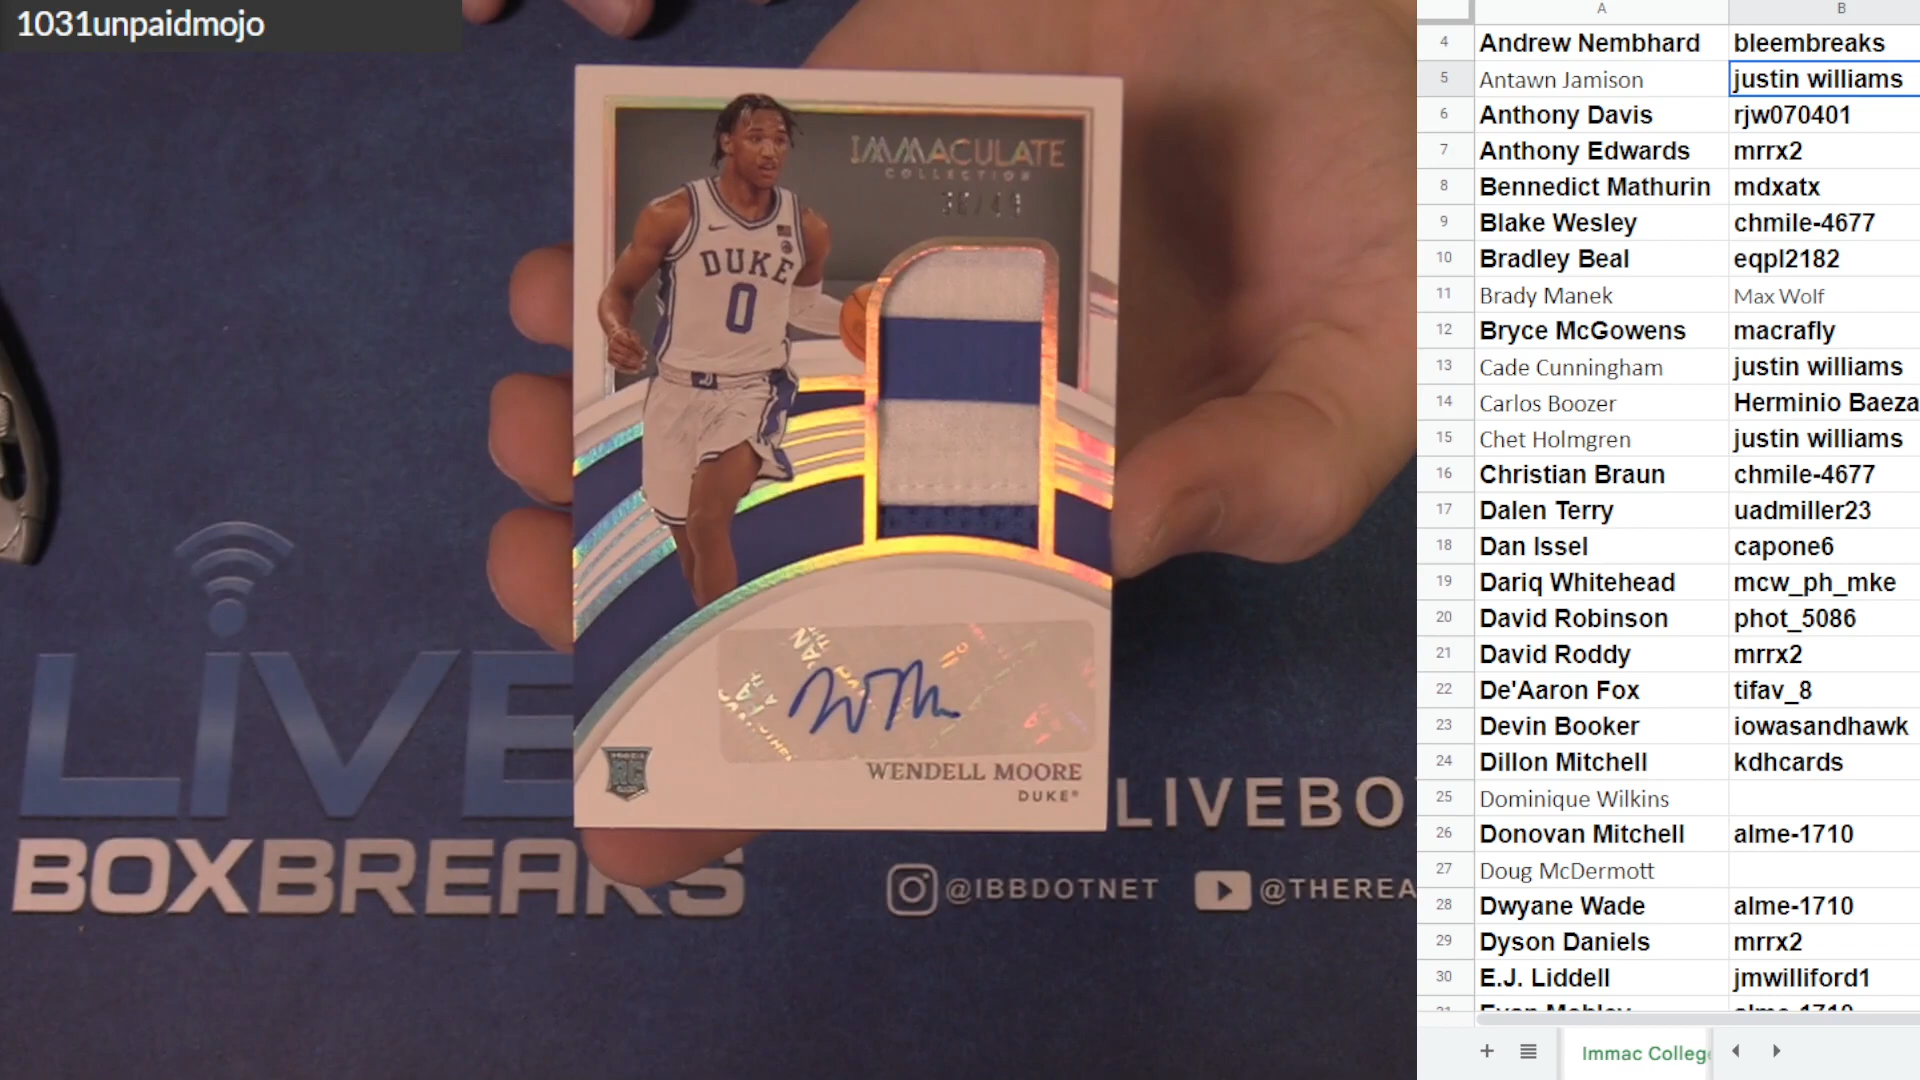 1031unpaidmojo
IMMACULATE
COLLECTION
DUKE
0
WENDELL MOORE
DUKE®
RC
LIVE
BOXBREAKS
LIVEBO
@IBBDOTNET
@THEREA
A B
4 Andrew Nembhard bleembreaks
5 Antawn Jamison justin williams
6 Anthony Davis rjw070401
7 Anthony Edwards mrrx2
8 Bennedict Mathurin mdxatx
9 Blake Wesley chmile-4677
10 Bradley Beal eqpl2182
11 Brady Manek Max Wolf
12 Bryce McGowens macrafly
13 Cade Cunningham justin williams
14 Carlos Boozer Herminio Baeza
15 Chet Holmgren justin williams
16 Christian Braun chmile-4677
17 Dalen Terry uadmiller23
18 Dan Issel capone6
19 Dariq Whitehead mcw_ph_mke
20 David Robinson phot_5086
21 David Roddy mrrx2
22 De'Aaron Fox tifav_8
23 Devin Booker iowasandhawk
24 Dillon Mitchell kdhcards
25 Dominique Wilkins
26 Donovan Mitchell alme-1710
27 Doug McDermott
28 Dwyane Wade alme-1710
29 Dyson Daniels mrrx2
30 E.J. Liddell jmwilliford1
31 Evan Mobley alme-1710
Immac Colleg